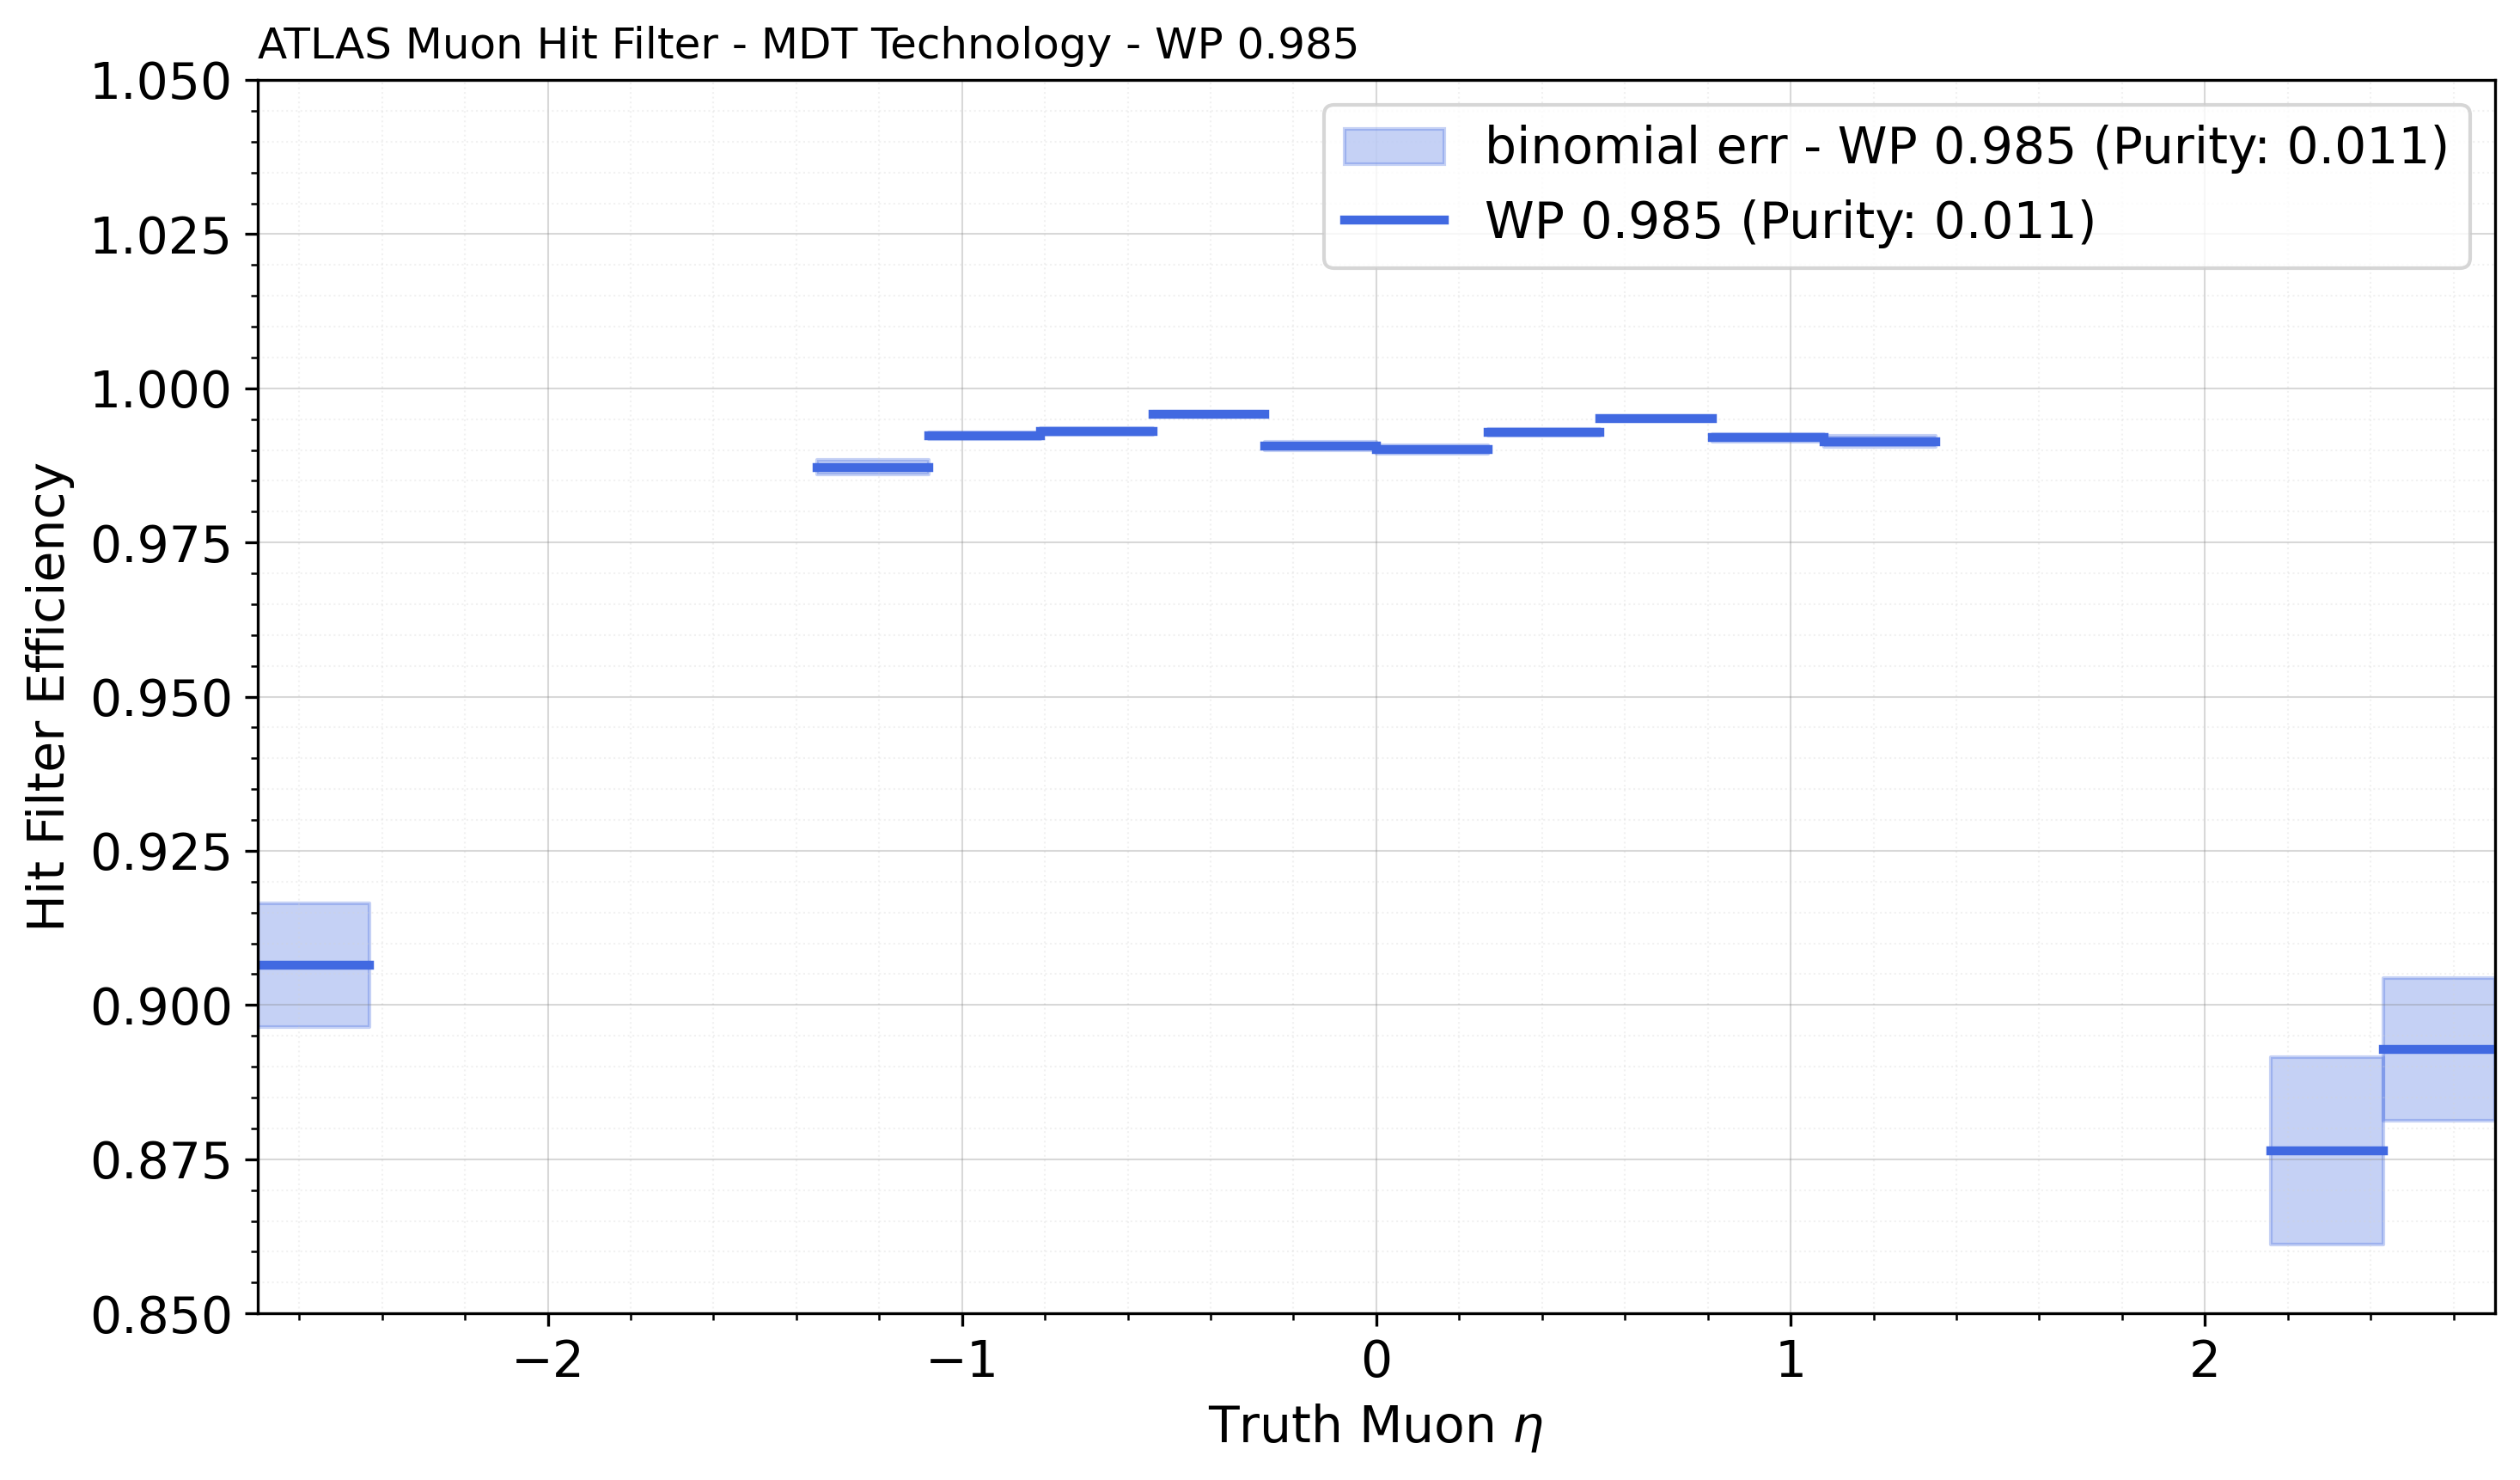 ATLAS Muon Hit Filter - MDT Technology - WP 0.985
1.050
1.025
1.000
0.975
0.950
0.925
0.900
0.875
0.850
Hit Filter Efficiency
binomial err - WP 0.985 (Purity: 0.011)
WP 0.985 (Purity: 0.011)
−2 −1 0 1 2
Truth Muon η